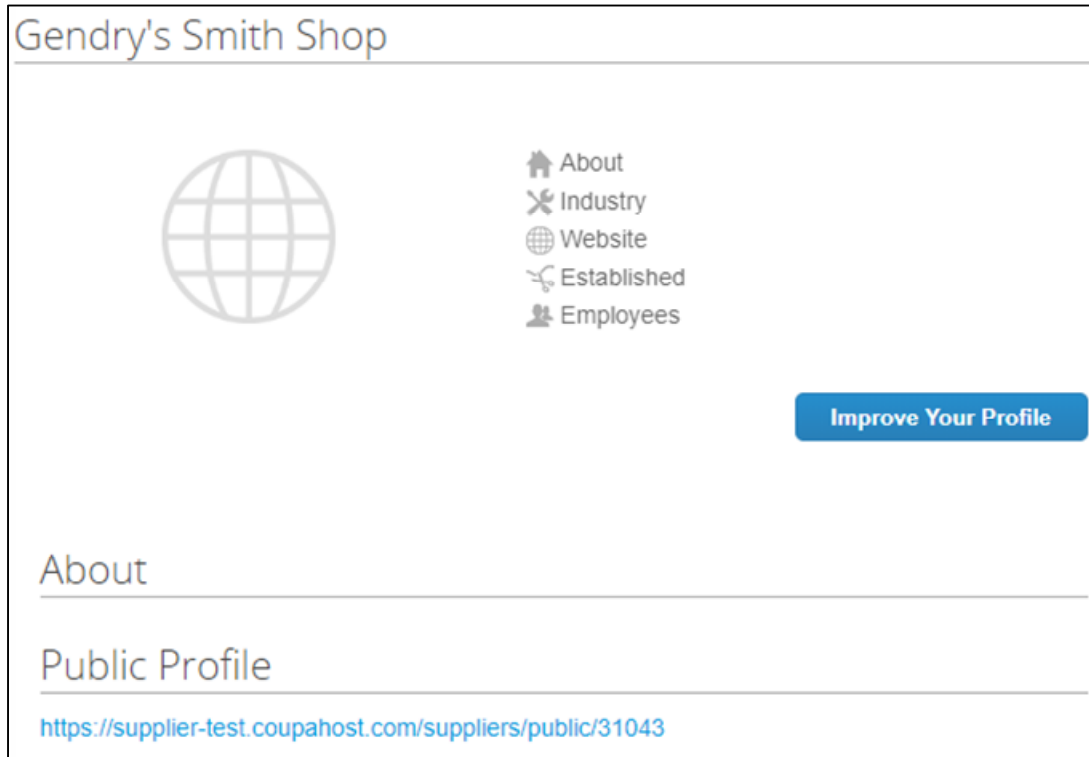 Gendry's Smith Shop
About
Industry
Website
Established
Employees
Improve Your Profile
About
Public Profile
https://supplier-test.coupahost.com/suppliers/public/31043